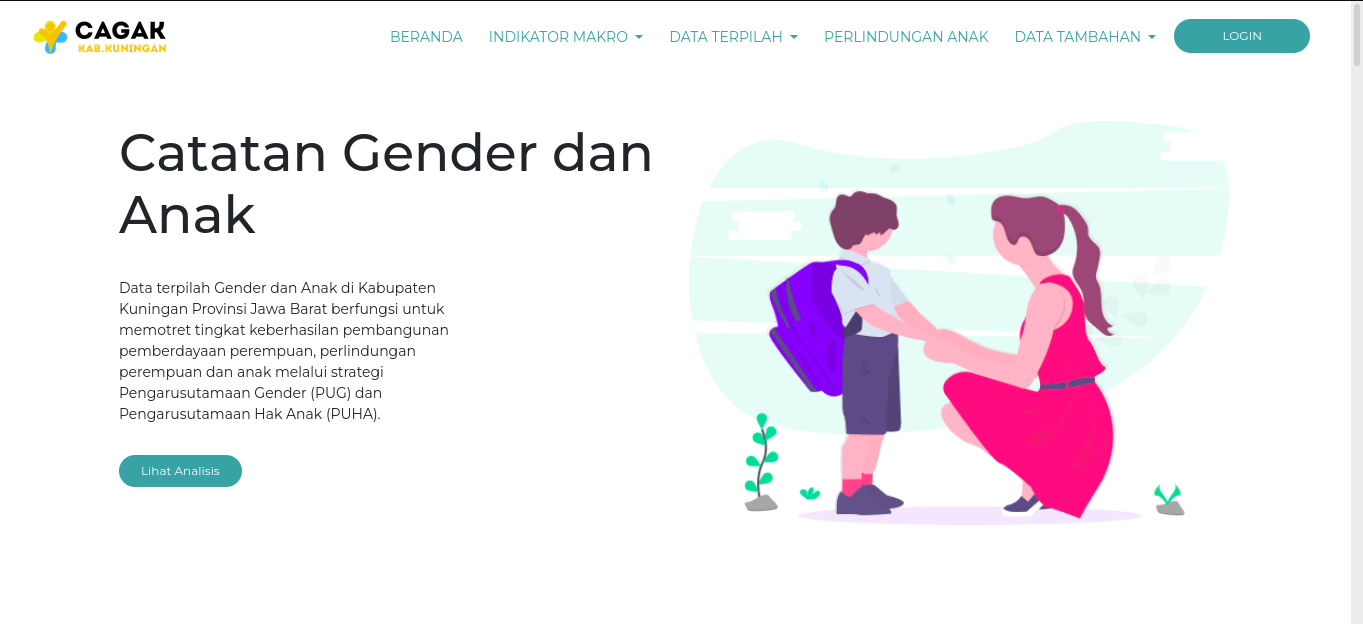 CAGAK
KAB.KUNINGAN
BERANDA
INDIKATOR MAKRO
DATA TERPILAH
PERLINDUNGAN ANAK
DATA TAMBAHAN
LOGIN
Catatan Gender dan
Anak
Data terpilah Gender dan Anak di Kabupaten
Kuningan Provinsi Jawa Barat berfungsi untuk
memotret tingkat keberhasilan pembangunan
pemberdayaan perempuan, perlindungan
perempuan dan anak melalui strategi
Pengarusutamaan Gender (PUG) dan
Pengarusutamaan Hak Anak (PUHA).
Lihat Analisis